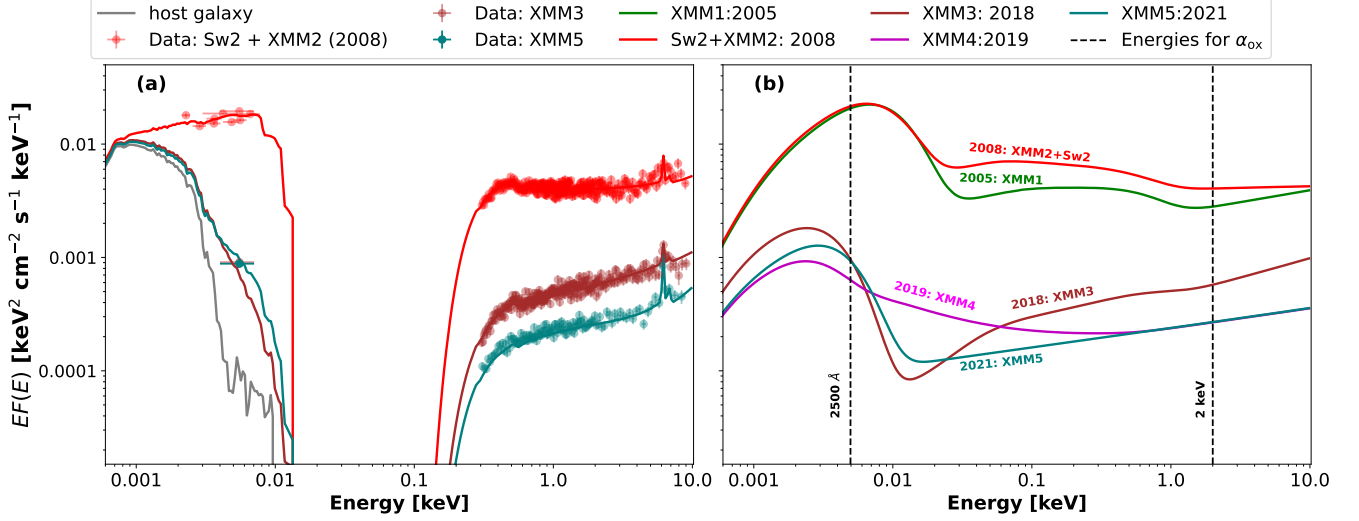 host galaxy
Data: Sw2 + XMM2 (2008)
Data: XMM3
Data: XMM5
XMM1:2005
Sw2+XMM2: 2008
XMM3: 2018
XMM4:2019
XMM5:2021
Energies for αox
(a)
EF(E) [keV² cm⁻² s⁻¹ keV⁻¹]
0.01
0.001
0.0001
0.001
0.01
0.1
1.0
10.0
Energy [keV]
(b)
2008: XMM2+Sw2
2005: XMM1
2019: XMM4
2018: XMM3
2021: XMM5
2500 Å
2 keV
0.001
0.01
0.1
1.0
10.0
Energy [keV]